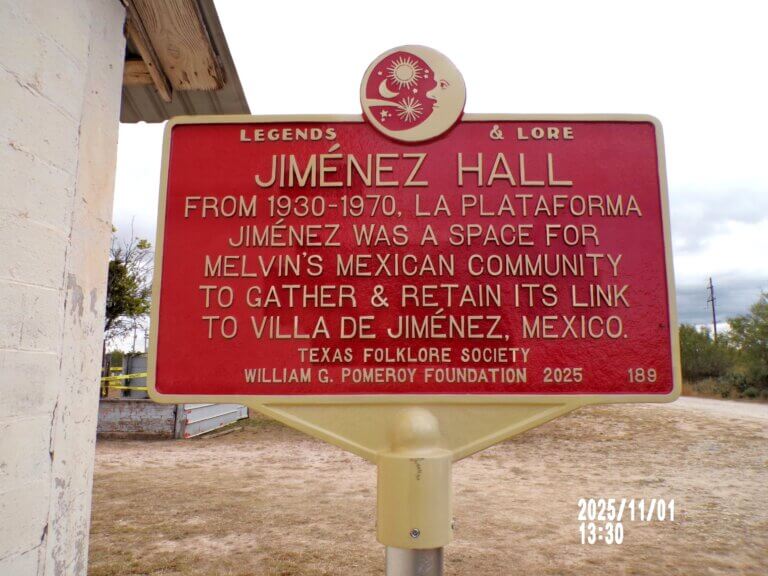 LEGENDS & LORE
JIMÉNEZ HALL
FROM 1930-1970, LA PLATAFORMA
JIMÉNEZ WAS A SPACE FOR
MELVIN'S MEXICAN COMMUNITY
TO GATHER & RETAIN ITS LINK
TO VILLA DE JIMÉNEZ, MEXICO.
TEXAS FOLKLORE SOCIETY
WILLIAM G. POMEROY FOUNDATION 2025 189
2025/11/01
13:30